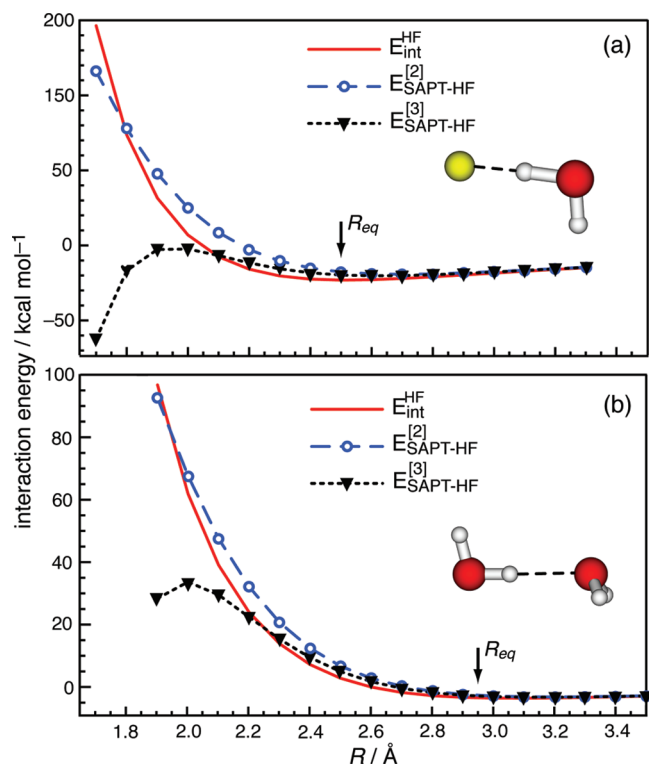 200
(a)
E^HF_int
E^[2]_SAPT-HF
150
E^[3]_SAPT-HF
50
R_eq
0
−50
interaction energy / kcal mol⁻¹
100
(b)
E^HF_int
80
E^[2]_SAPT-HF
E^[3]_SAPT-HF
60
40
20
R_eq
0
1.8 2.0 2.2 2.4 2.6 2.8 3.0 3.2 3.4
R / Å